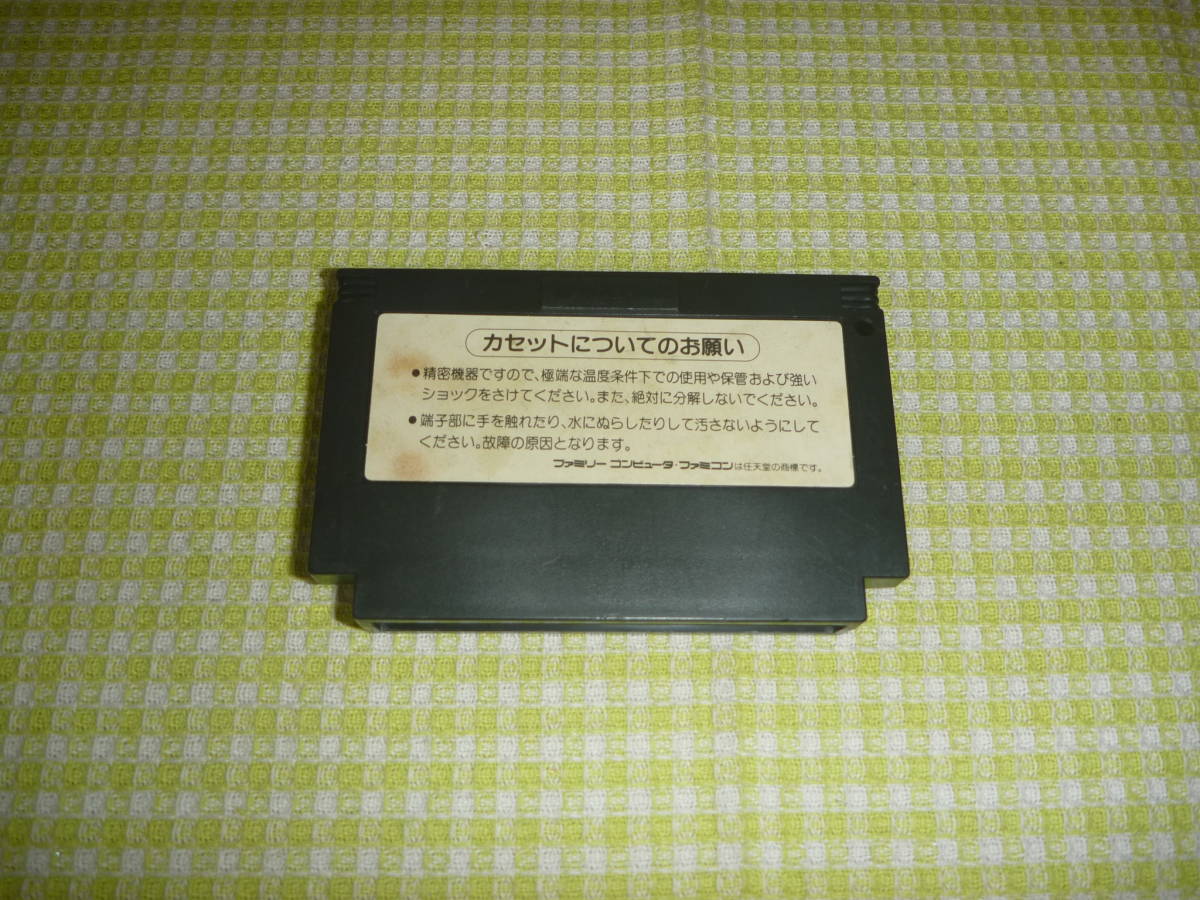 カセットについてのお願い
●精密機器ですので、極端な温度条件下での使用や保管および強い
ショックをさけてください。また、絶対に分解しないでください。
●端子部に手を触れたり、水にぬらしたりして汚さないようにして
ください。故障の原因となります。
ファミリーコンピュータ・ファミコンは任天堂の商標です。